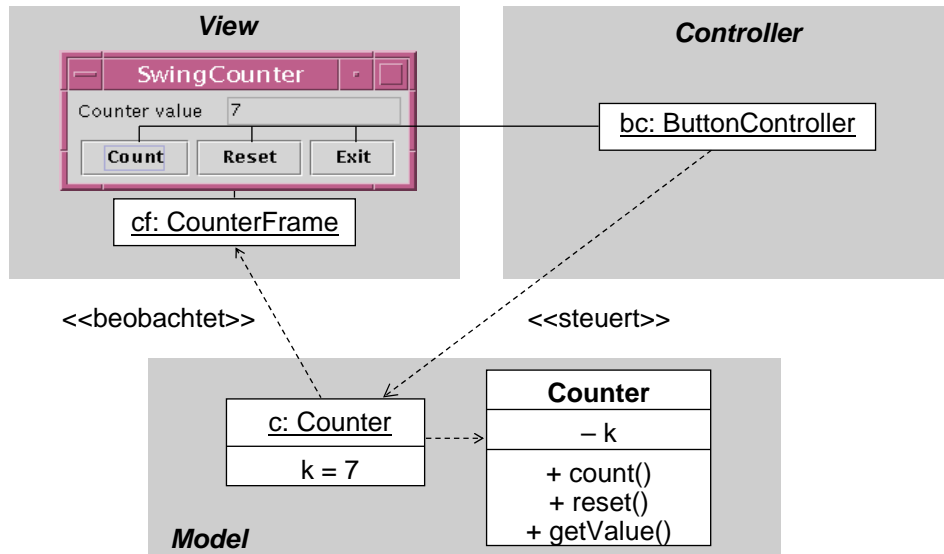 View
SwingCounter
Counter value 7
Count Reset Exit
cf: CounterFrame
Controller
bc: ButtonController
<<beobachtet>>
<<steuert>>
c: Counter
k = 7
Counter
– k
+ count()
+ reset()
+ getValue()
Model